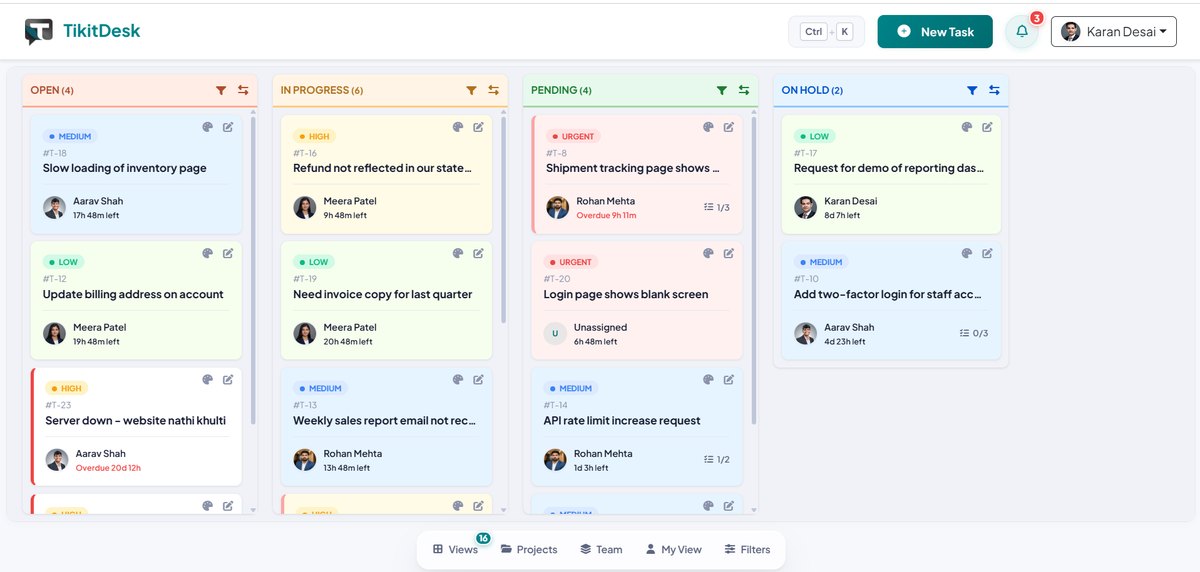 TikitDesk
Ctrl + K
New Task
3
Karan Desai
OPEN (4)
MEDIUM
#T-18
Slow loading of inventory page
Aarav Shah
17h 48m left
LOW
#T-12
Update billing address on account
Meera Patel
19h 48m left
HIGH
#T-23
Server down - website nathi khulti
Aarav Shah
Overdue 20d 12h
HIGH
IN PROGRESS (6)
HIGH
#T-16
Refund not reflected in our state...
Meera Patel
9h 48m left
LOW
#T-19
Need invoice copy for last quarter
Meera Patel
20h 48m left
MEDIUM
#T-13
Weekly sales report email not rec...
Rohan Mehta
13h 48m left
HIGH
PENDING (4)
URGENT
#T-8
Shipment tracking page shows ...
Rohan Mehta
Overdue 9h 11m
1/3
URGENT
#T-20
Login page shows blank screen
U
Unassigned
6h 48m left
MEDIUM
#T-14
API rate limit increase request
Rohan Mehta
1d 3h left
1/2
MEDIUM
ON HOLD (2)
LOW
#T-17
Request for demo of reporting das...
Karan Desai
8d 7h left
MEDIUM
#T-10
Add two-factor login for staff acc...
Aarav Shah
4d 23h left
0/3
Views
16
Projects
Team
My View
Filters